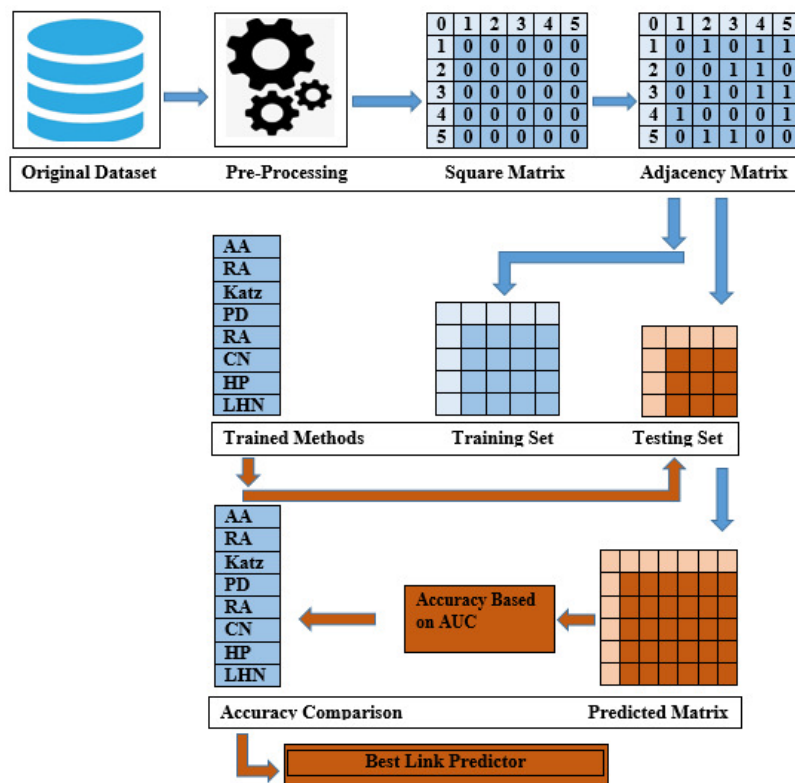 0 1 2 3 4 5
1 0 0 0 0 0
2 0 0 0 0 0
3 0 0 0 0 0
4 0 0 0 0 0
5 0 0 0 0 0
0 1 2 3 4 5
1 0 1 0 1 1
2 0 0 1 1 0
3 0 1 0 1 1
4 1 0 0 0 1
5 0 1 1 0 0
Original Dataset
Pre-Processing
Square Matrix
Adjacency Matrix
AA
RA
Katz
PD
RA
CN
HP
LHN
Trained Methods
Training Set
Testing Set
AA
RA
Katz
PD
RA
CN
HP
LHN
Accuracy Based
on AUC
Accuracy Comparison
Predicted Matrix
Best Link Predictor